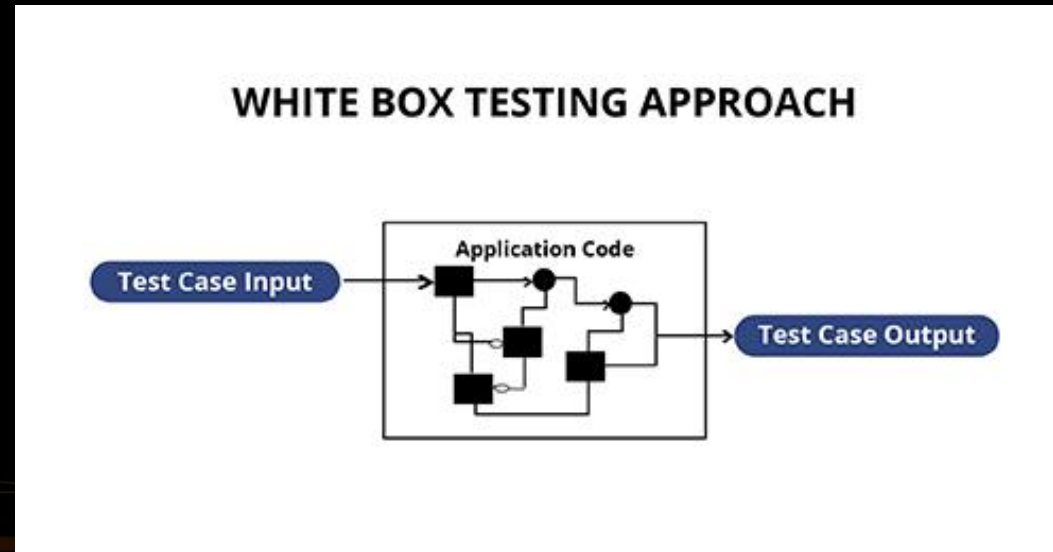 WHITE BOX TESTING APPROACH
Application Code
Test Case Input
Test Case Output